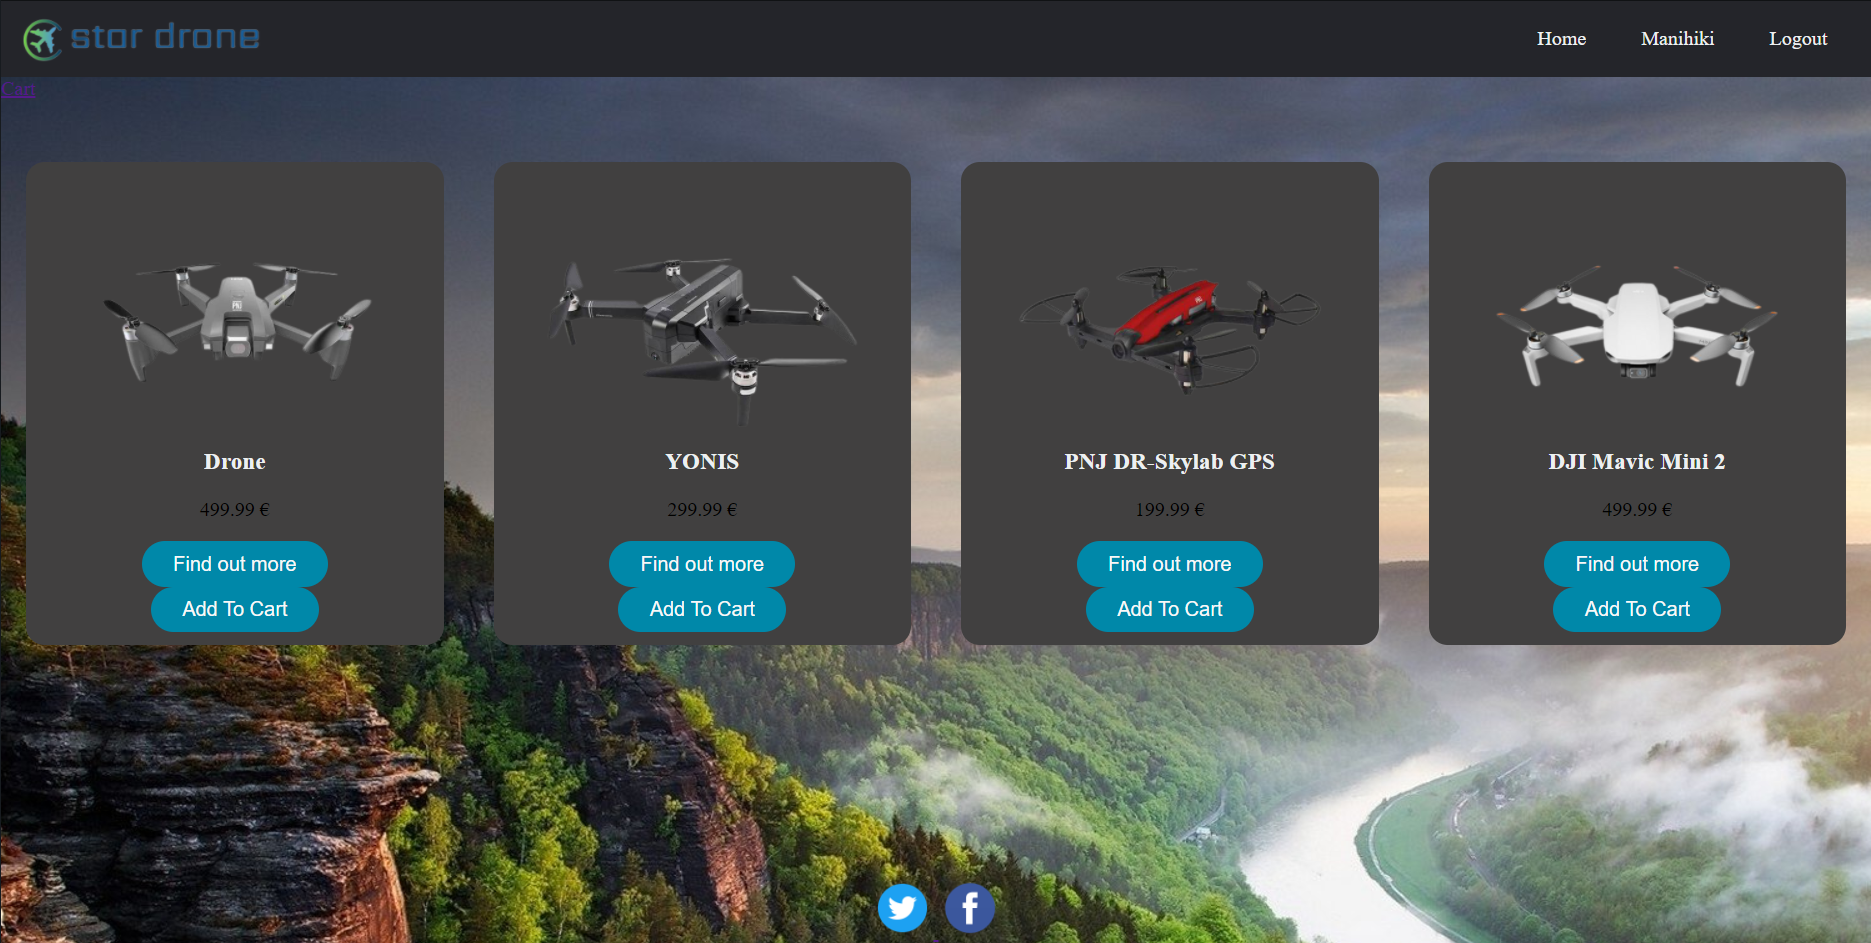 star drone
Home Manihiki Logout
Cart
Drone
499.99 €
Find out more
Add To Cart
YONIS
299.99 €
Find out more
Add To Cart
PNJ DR-Skylab GPS
199.99 €
Find out more
Add To Cart
DJI Mavic Mini 2
499.99 €
Find out more
Add To Cart